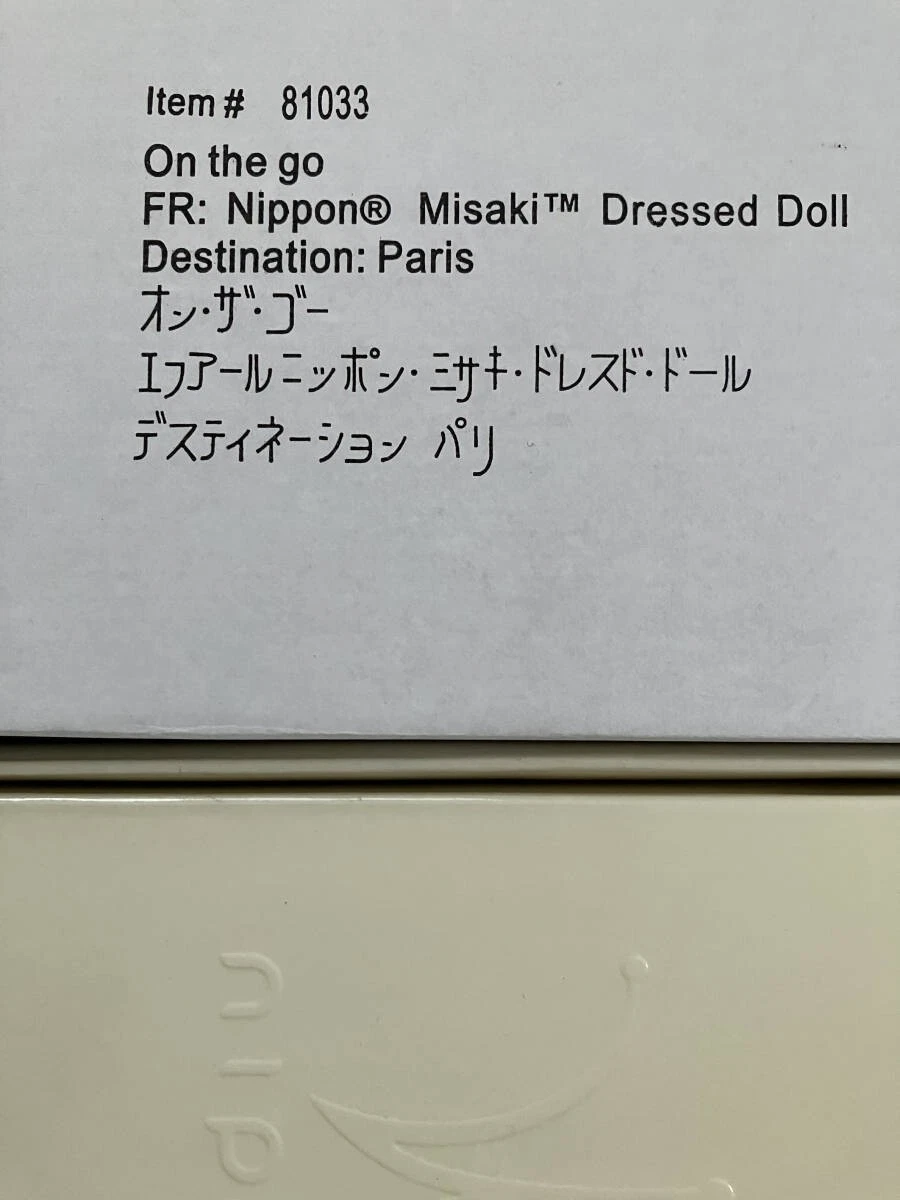 Item # 81033
On the go
FR: Nippon® Misaki™ Dressed Doll
Destination: Paris
オン・ザ・ゴー
エフアールニッポン・ミサキ・ドレスド・ドール
デスティネーション パリ